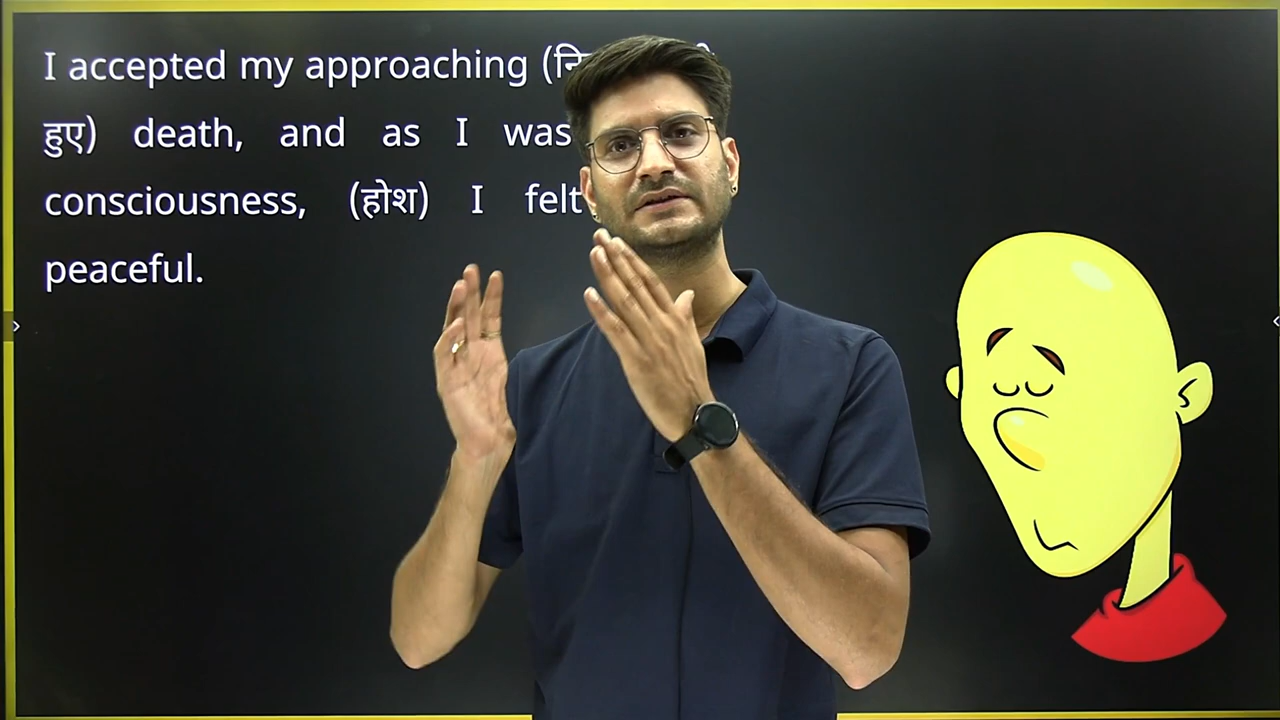 I accepted my approaching
हुए) death, and as I was
consciousness, (होश) I felt
peaceful.